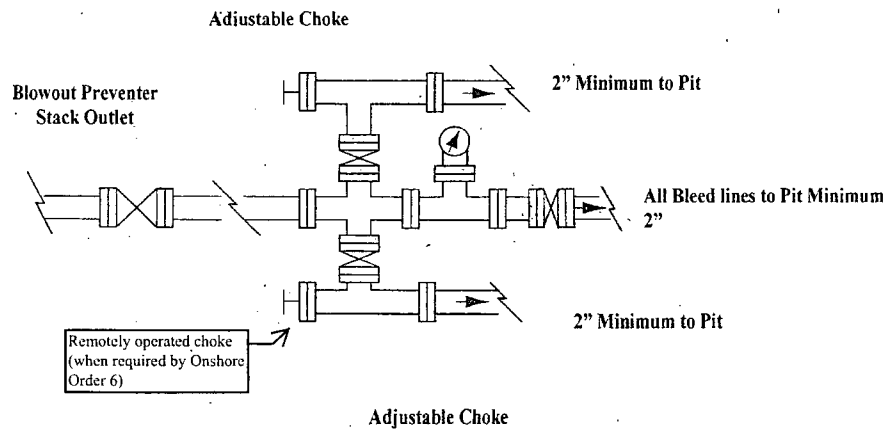 Adjustable Choke
2” Minimum to Pit
Blowout Preventer
Stack Outlet
All Bleed lines to Pit Minimum
2”
2” Minimum to Pit
Remotely operated choke
(when required by Onshore
Order 6)
Adjustable Choke